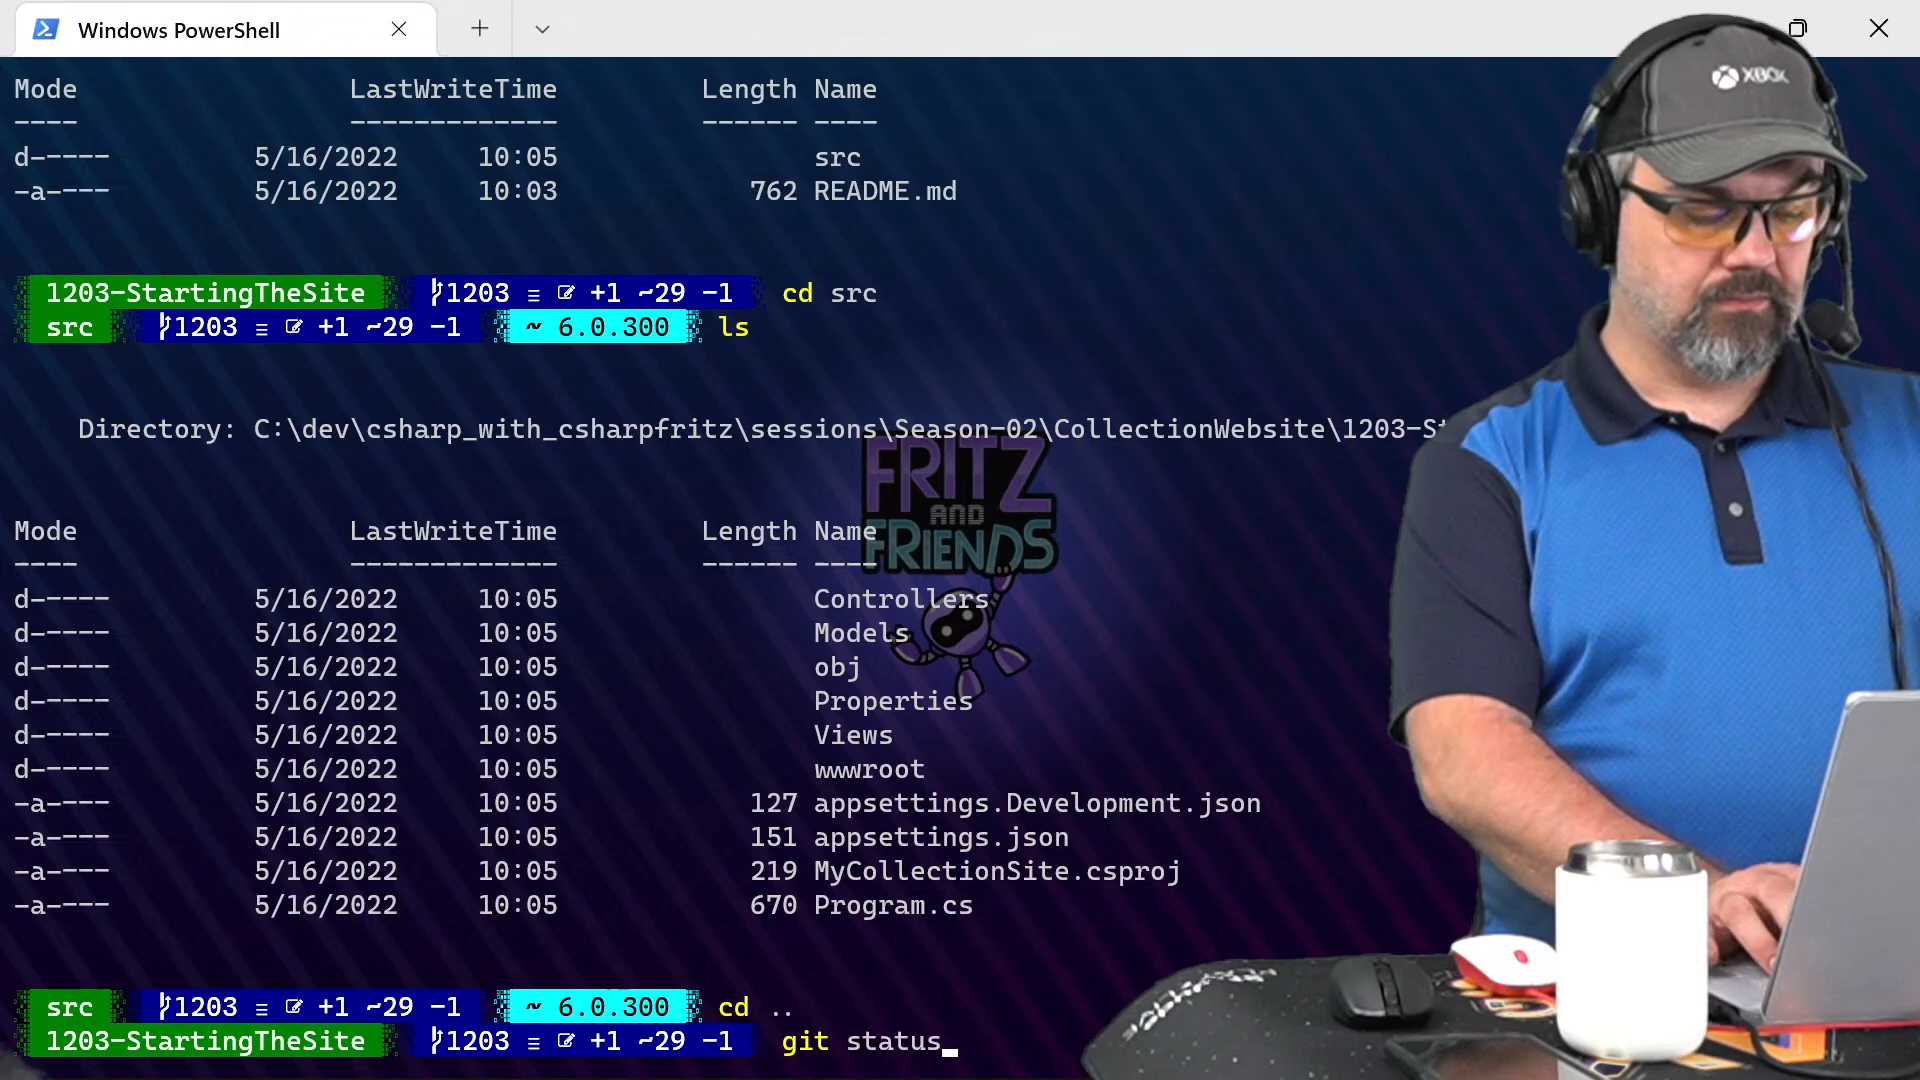 Windows PowerShell
XBOX
Mode LastWriteTime Length Name
---- ------------- ------ ----
d----- 5/16/2022 10:05 src
-a---- 5/16/2022 10:03 762 README.md
1203-StartingTheSite 1203 ≡ +1 ~29 -1 cd src
src 1203 ≡ +1 ~29 -1 ~ 6.0.300 ls
Directory: C:\dev\csharp_with_csharpfritz\sessions\Season-02\CollectionWebsite\1203-St
FRITZ
AND
FRIENDS
Mode LastWriteTime Length Name
---- ------------- ------ ----
d----- 5/16/2022 10:05 Controllers
d----- 5/16/2022 10:05 Models
d----- 5/16/2022 10:05 obj
d----- 5/16/2022 10:05 Properties
d----- 5/16/2022 10:05 Views
d----- 5/16/2022 10:05 wwwroot
-a---- 5/16/2022 10:05 127 appsettings.Development.json
-a---- 5/16/2022 10:05 151 appsettings.json
-a---- 5/16/2022 10:05 219 MyCollectionSite.csproj
-a---- 5/16/2022 10:05 670 Program.cs
src 1203 ≡ +1 ~29 -1 ~ 6.0.300 cd ..
1203-StartingTheSite 1203 ≡ +1 ~29 -1 git status